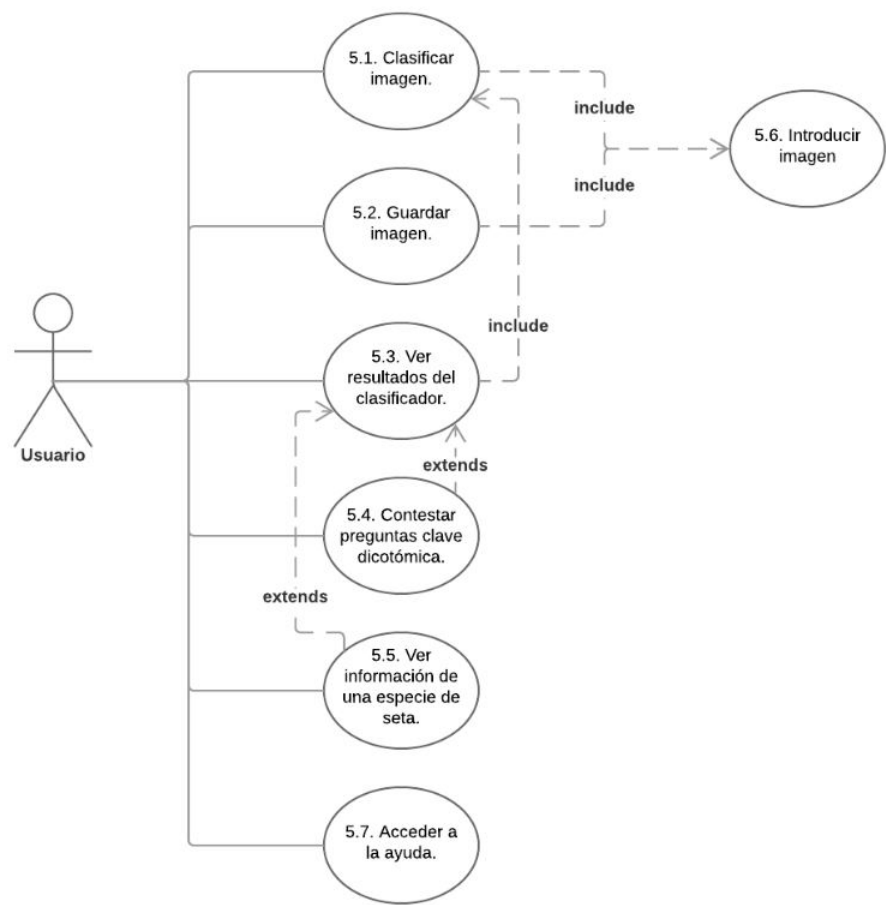 5.1. Clasificar
imagen.
include
5.6. Introducir
imagen
include
5.2. Guardar
imagen.
include
5.3. Ver
resultados del
clasificador.
Usuario
extends
5.4. Contestar
preguntas clave
dicotómica.
extends
5.5. Ver
información de
una especie de
seta.
5.7. Acceder a
la ayuda.